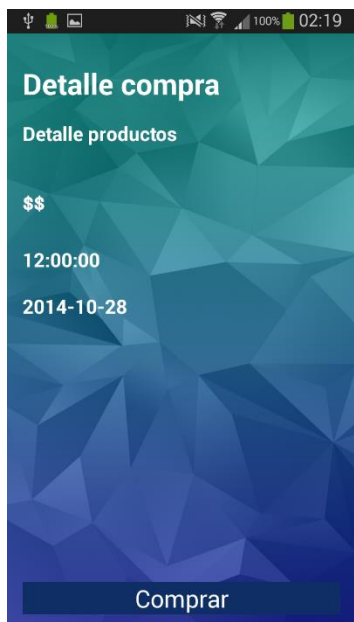 100% 02:19
Detalle compra
Detalle productos
$$
12:00:00
2014-10-28
Comprar